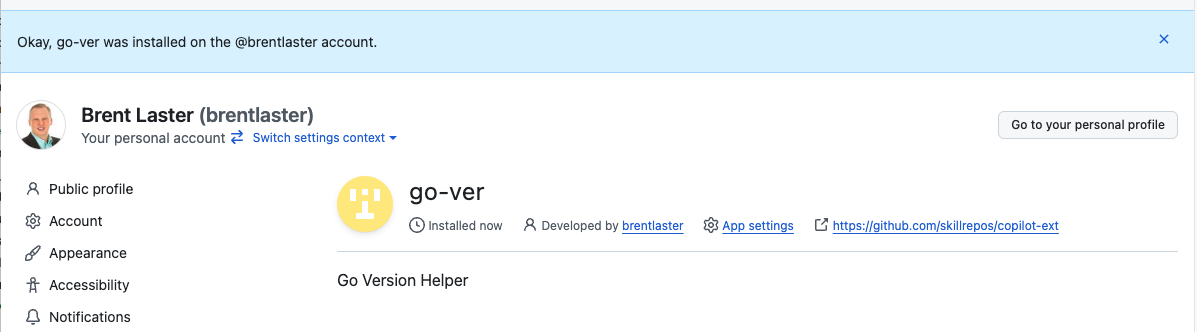 Okay, go-ver was installed on the @brentlaster account.
Brent Laster (brentlaster)
Your personal account Switch settings context
Go to your personal profile
Public profile
Account
Appearance
Accessibility
Notifications
go-ver
Installed now Developed by brentlaster App settings https://github.com/skillrepos/copilot-ext
Go Version Helper